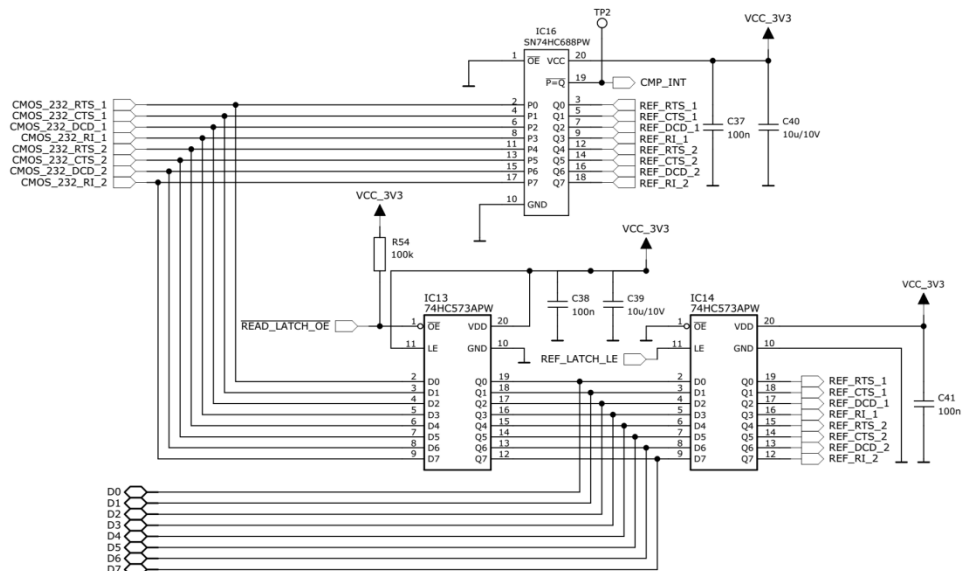 TP2
VCC_3V3
IC16
SN74HC688PW
1 OE VCC 20
P=Q 19 CMP_INT
CMOS_232_RTS_1 2 P0 Q0 3 REF_RTS_1
CMOS_232_CTS_1 4 P1 Q1 5 REF_CTS_1
CMOS_232_DCD_1 6 P2 Q2 7 REF_DCD_1
CMOS_232_RI_1 8 P3 Q3 9 REF_RI_1
CMOS_232_RTS_2 11 P4 Q4 12 REF_RTS_2
CMOS_232_CTS_2 13 P5 Q5 14 REF_CTS_2
CMOS_232_DCD_2 15 P6 Q6 16 REF_DCD_2
CMOS_232_RI_2 17 P7 Q7 18 REF_RI_2
10 GND
C37
100n
C40
10u/10V
VCC_3V3
R54
100k
VCC_3V3
C38
100n
C39
10u/10V
VCC_3V3
IC13
74HC573APW
READ_LATCH_OE 1 OE VDD 20
11 LE GND 10
2 D0 Q0 19
3 D1 Q1 18
4 D2 Q2 17
5 D3 Q3 16
6 D4 Q4 15
7 D5 Q5 14
8 D6 Q6 13
9 D7 Q7 12
IC14
74HC573APW
1 OE VDD 20
REF_LATCH_LE 11 LE GND 10
2 D0 Q0 19 REF_RTS_1
3 D1 Q1 18 REF_CTS_1
4 D2 Q2 17 REF_DCD_1
5 D3 Q3 16 REF_RI_1
6 D4 Q4 15 REF_RTS_2
7 D5 Q5 14 REF_CTS_2
8 D6 Q6 13 REF_DCD_2
9 D7 Q7 12 REF_RI_2
C41
100n
D0
D1
D2
D3
D4
D5
D6
D7